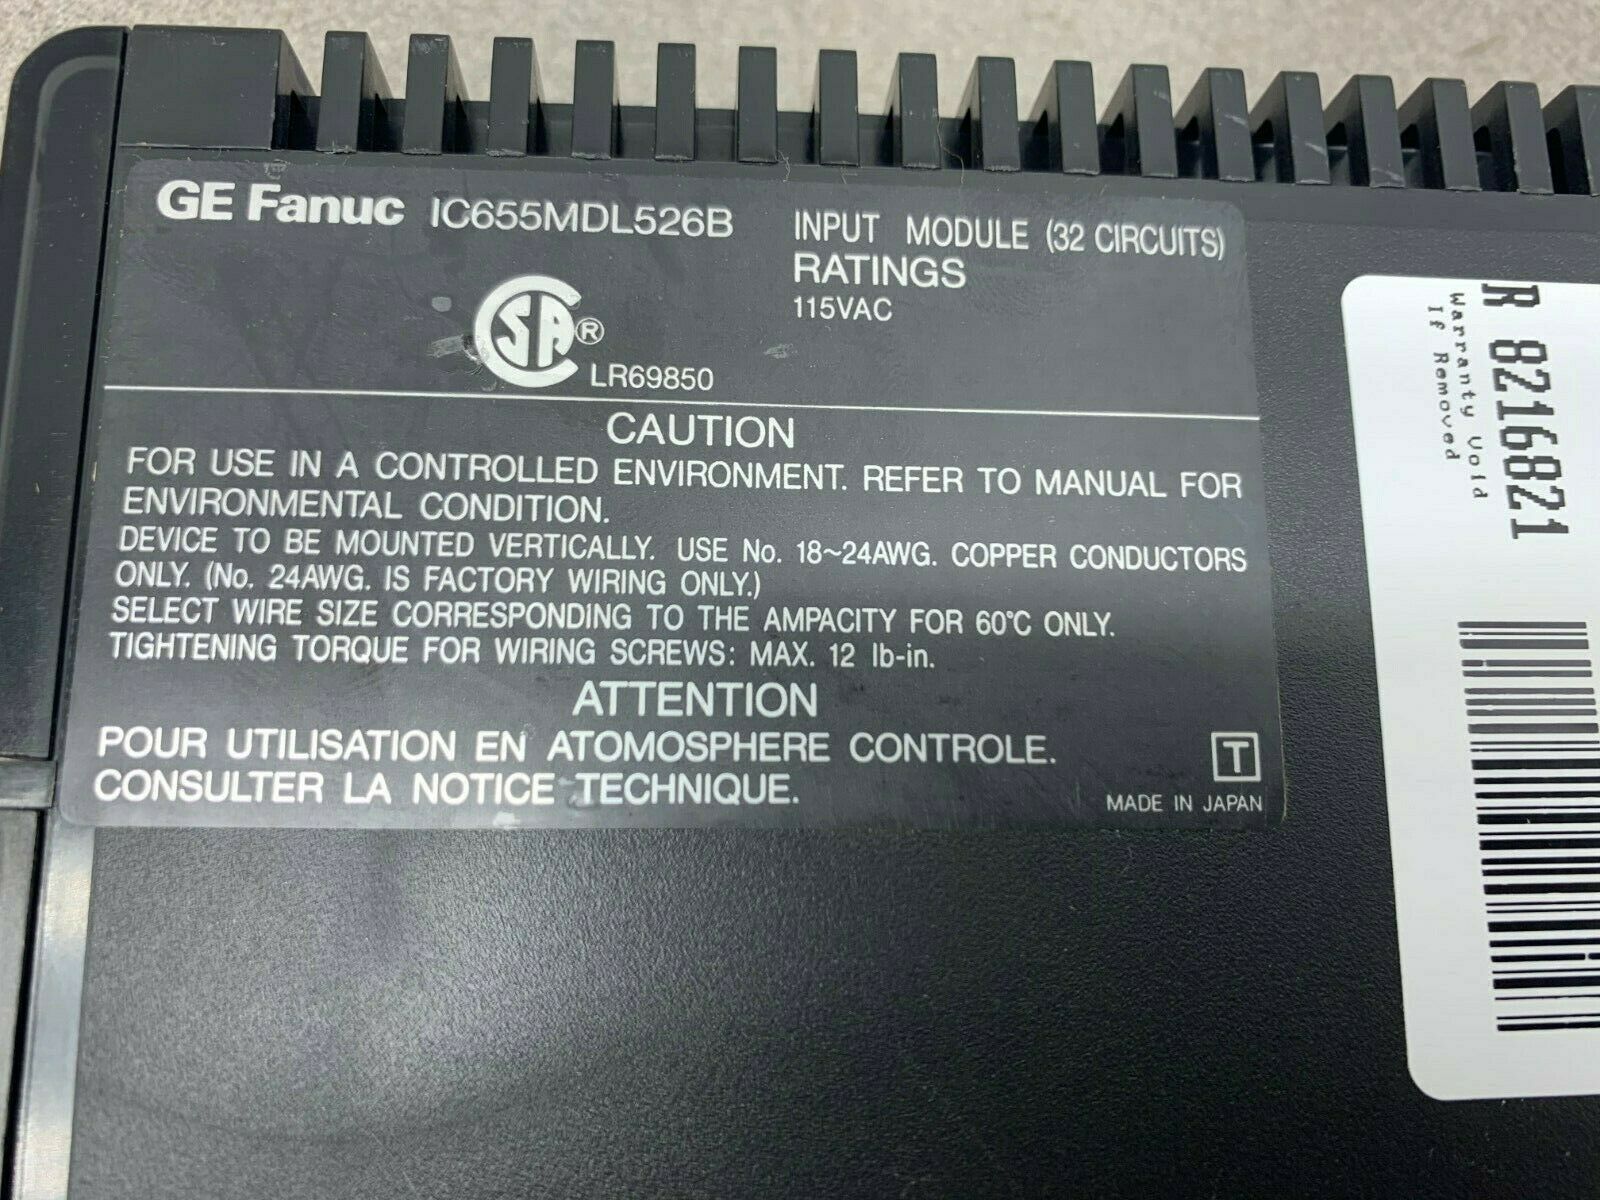 GE Fanuc IC655MDL526B
INPUT MODULE (32 CIRCUITS)
RATINGS
115VAC
SA ®
LR69850
CAUTION
FOR USE IN A CONTROLLED ENVIRONMENT. REFER TO MANUAL FOR
ENVIRONMENTAL CONDITION.
DEVICE TO BE MOUNTED VERTICALLY. USE No. 18~24AWG. COPPER CONDUCTORS
ONLY. (No. 24AWG. IS FACTORY WIRING ONLY.)
SELECT WIRE SIZE CORRESPONDING TO THE AMPACITY FOR 60°C ONLY.
TIGHTENING TORQUE FOR WIRING SCREWS: MAX. 12 lb-in.
ATTENTION
POUR UTILISATION EN ATOMOSPHERE CONTROLE.
CONSULTER LA NOTICE TECHNIQUE.
T
MADE IN JAPAN
R 8216821
Warranty Void
If Removed